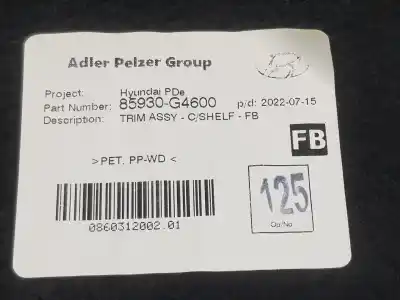 Adler Pelzer Group
Project: Hyundai PDe
Part Number: 85930-G4600 p/d: 2022-07-15
Description: TRIM ASSY - C/SHELF - FB
FB
>PET, PP-WD <
125
Op.No
0860312002.01